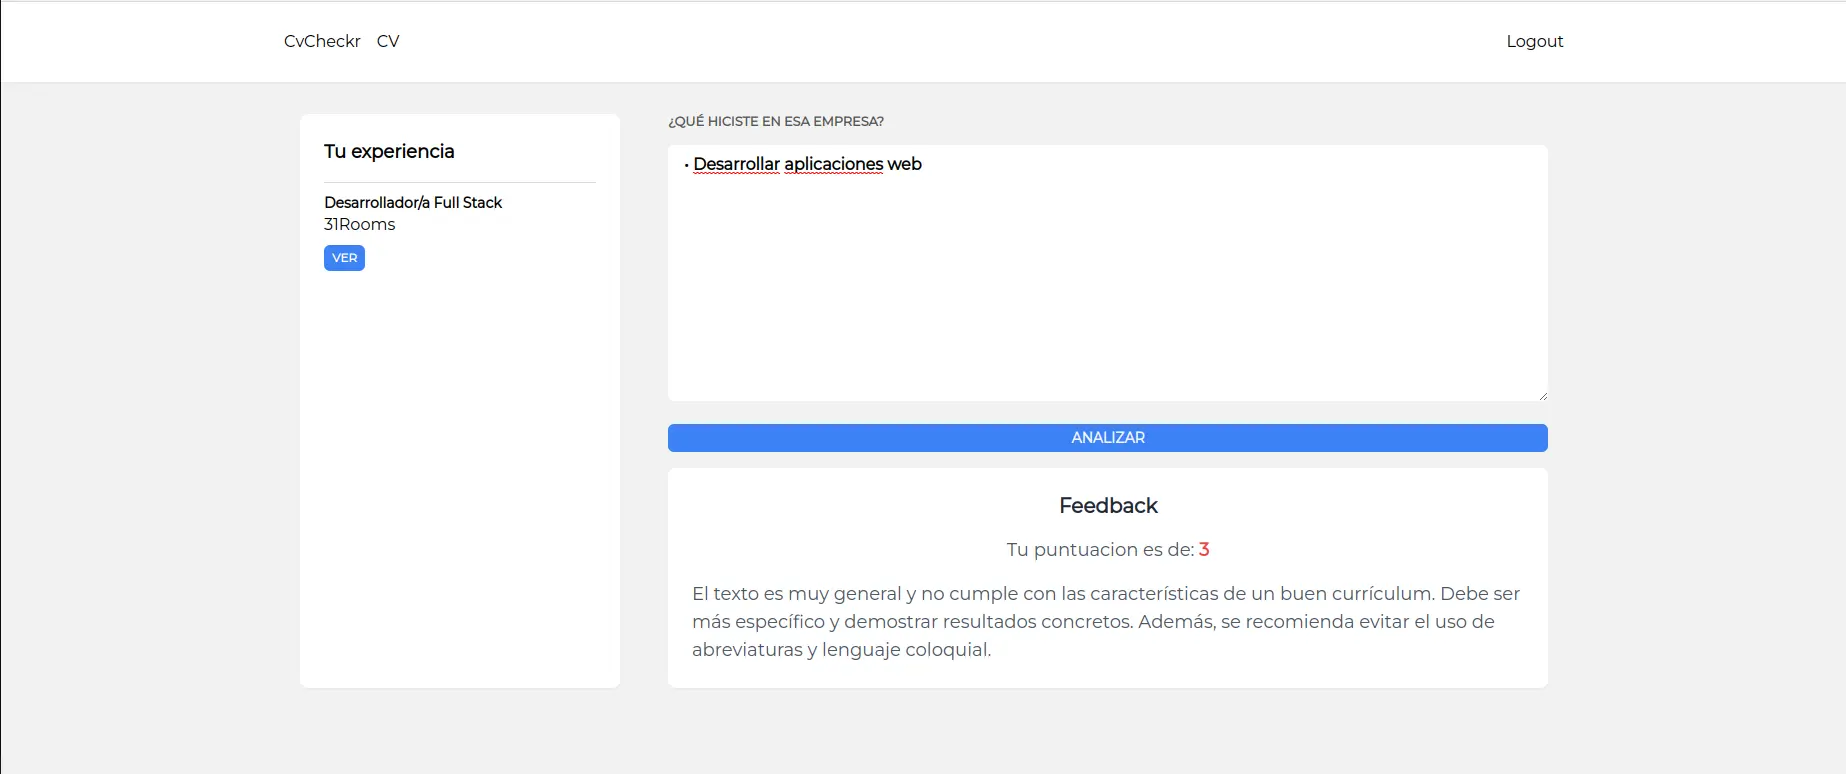 CvCheckr CV Logout
Tu experiencia
Desarrollador/a Full Stack
31Rooms
VER
¿QUÉ HICISTE EN ESA EMPRESA?
• Desarrollar aplicaciones web
ANALIZAR
Feedback
Tu puntuacion es de: 3
El texto es muy general y no cumple con las características de un buen currículum. Debe ser
más específico y demostrar resultados concretos. Además, se recomienda evitar el uso de
abreviaturas y lenguaje coloquial.